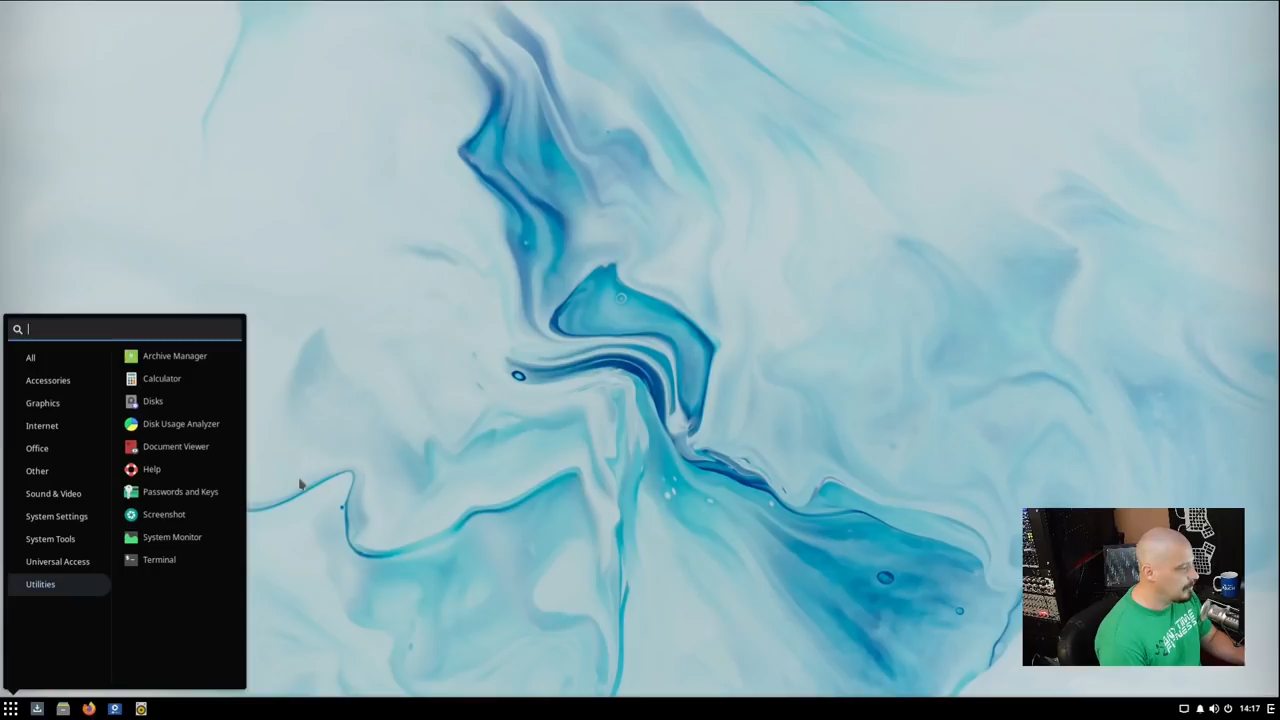 All
Accessories
Graphics
Internet
Office
Other
Sound & Video
System Settings
System Tools
Universal Access
Utilities
Archive Manager
Calculator
Disks
Disk Usage Analyzer
Document Viewer
Help
Passwords and Keys
Screenshot
System Monitor
Terminal
14:17